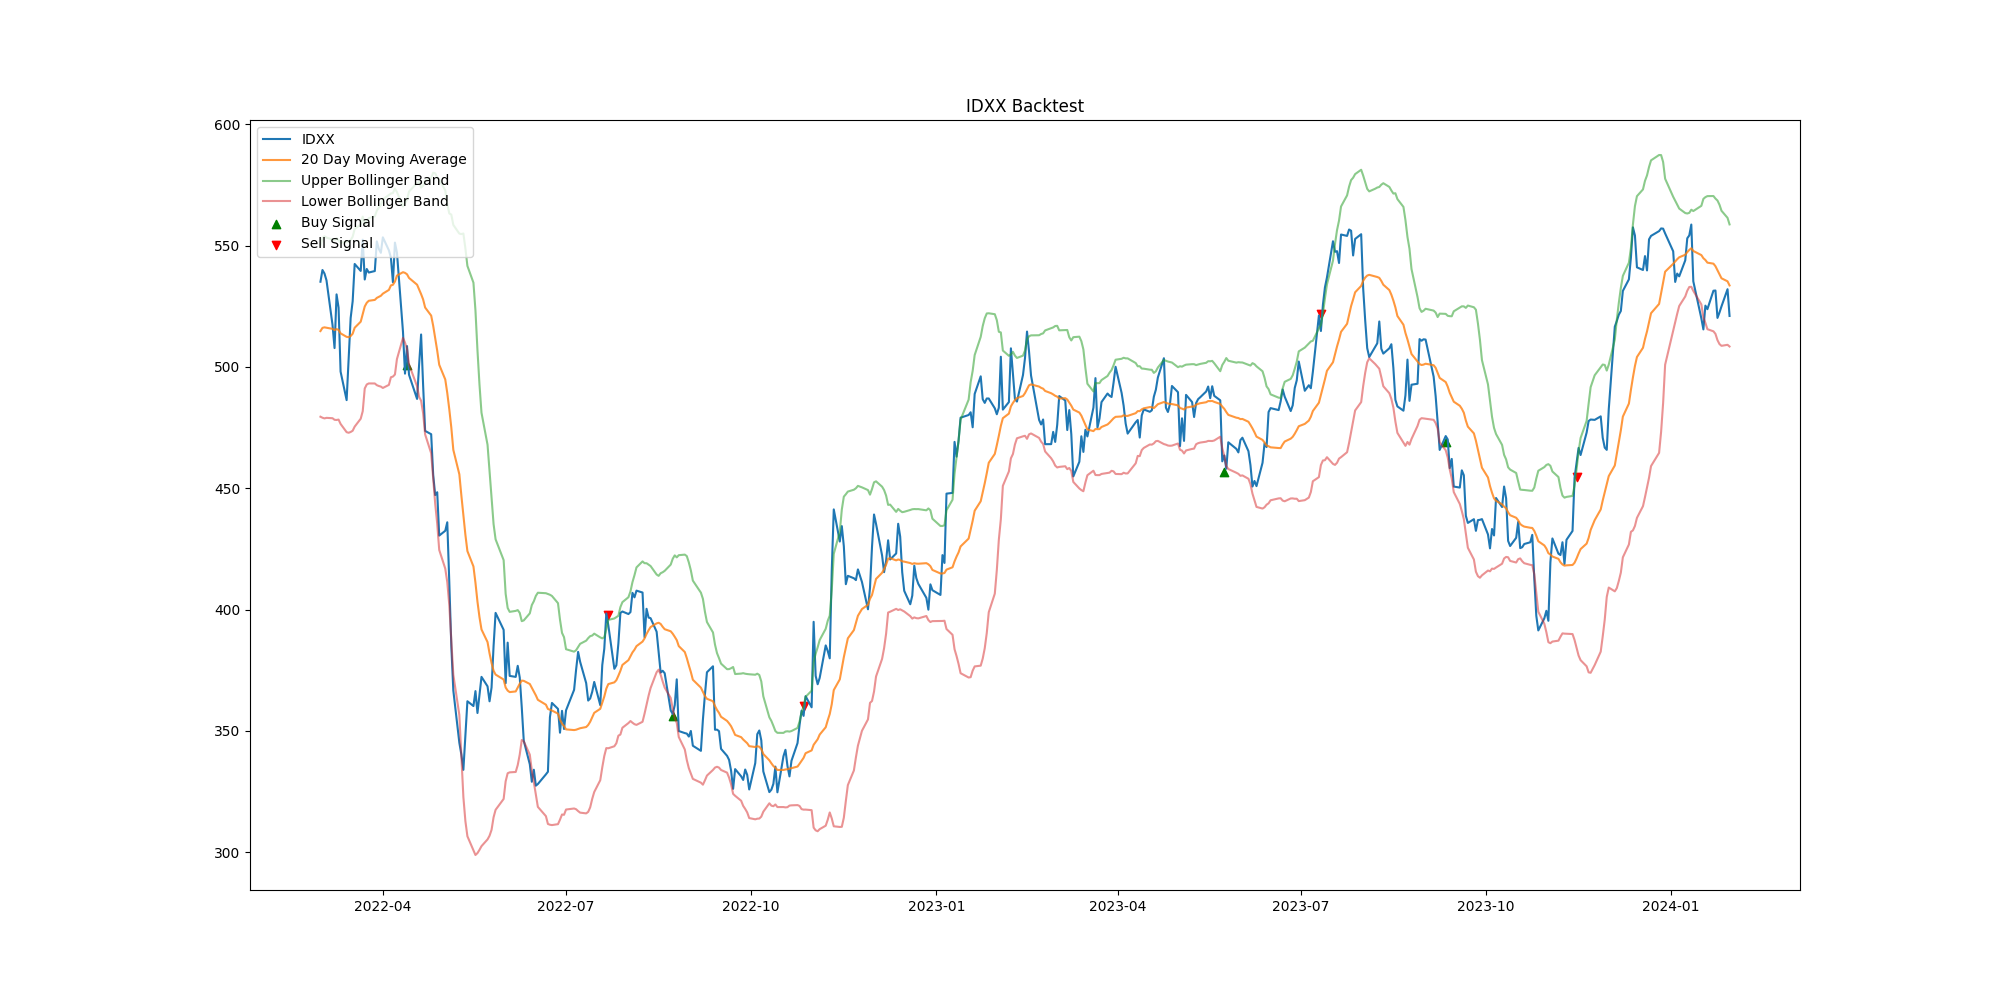 IDXX Backtest
600
550
500
450
400
350
300
IDXX
20 Day Moving Average
Upper Bollinger Band
Lower Bollinger Band
Buy Signal
Sell Signal
2022-04 2022-07 2022-10 2023-01 2023-04 2023-07 2023-10 2024-01